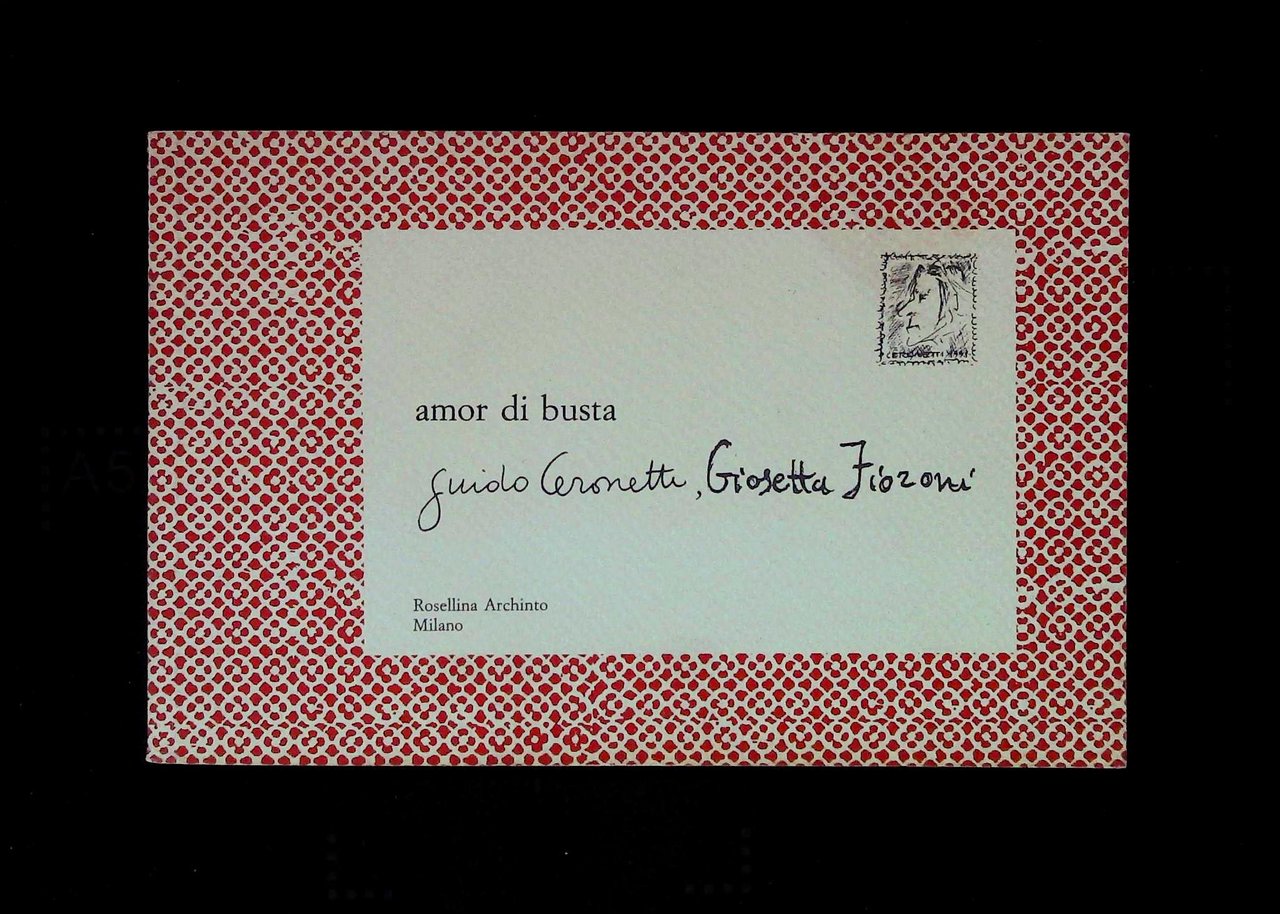 amor di busta
Guido Ceronetti, Giosetta Fioroni
Rosellina Archinto
Milano